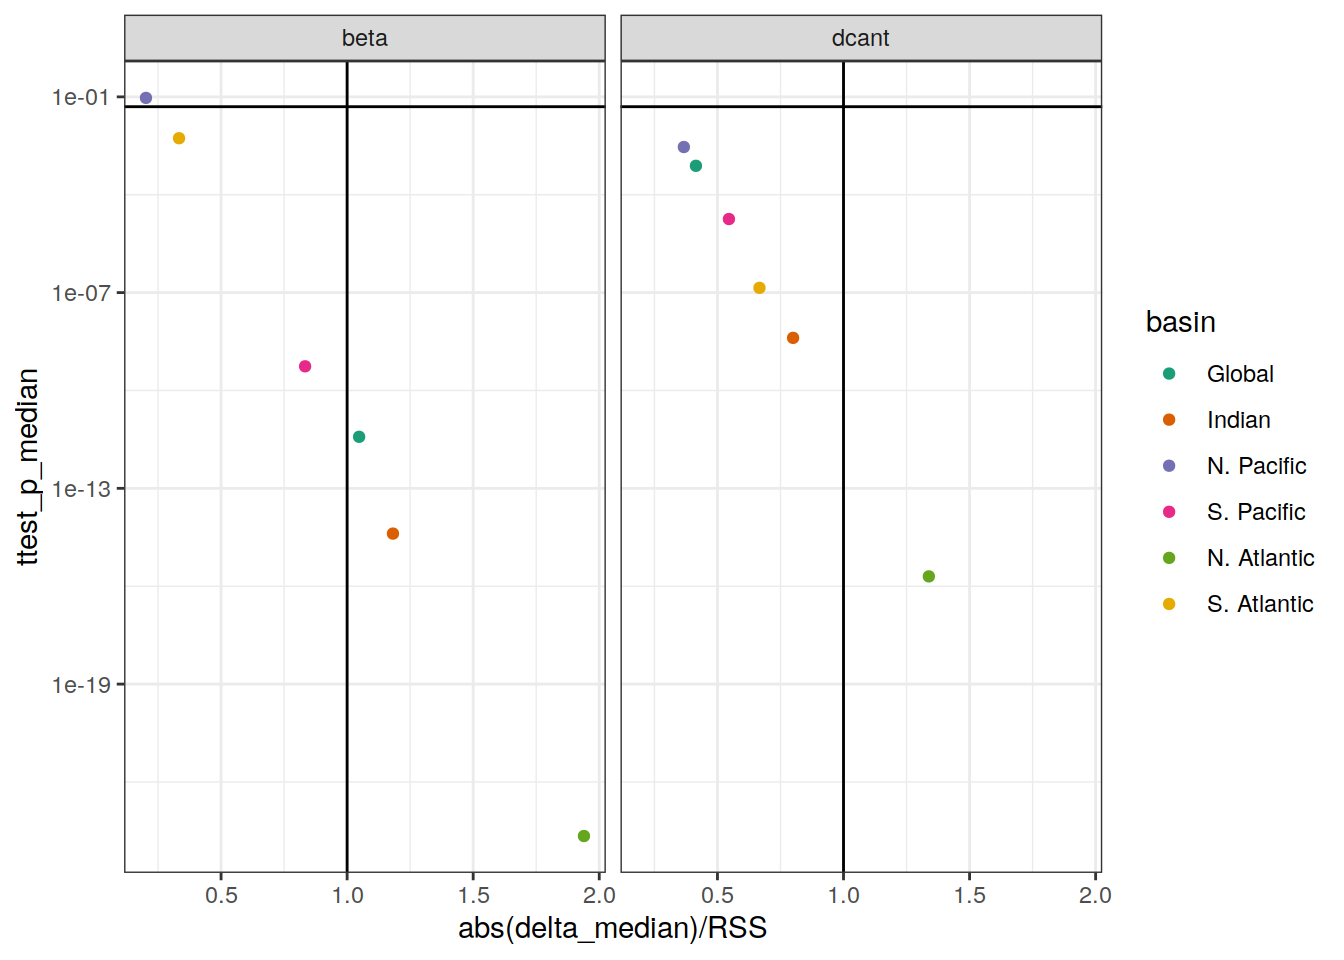 beta
dcant
1e-01
1e-07
1e-13
1e-19
ttest_p_median
0.5 1.0 1.5 2.0
0.5 1.0 1.5 2.0
abs(delta_median)/RSS
basin
Global
Indian
N. Pacific
S. Pacific
N. Atlantic
S. Atlantic